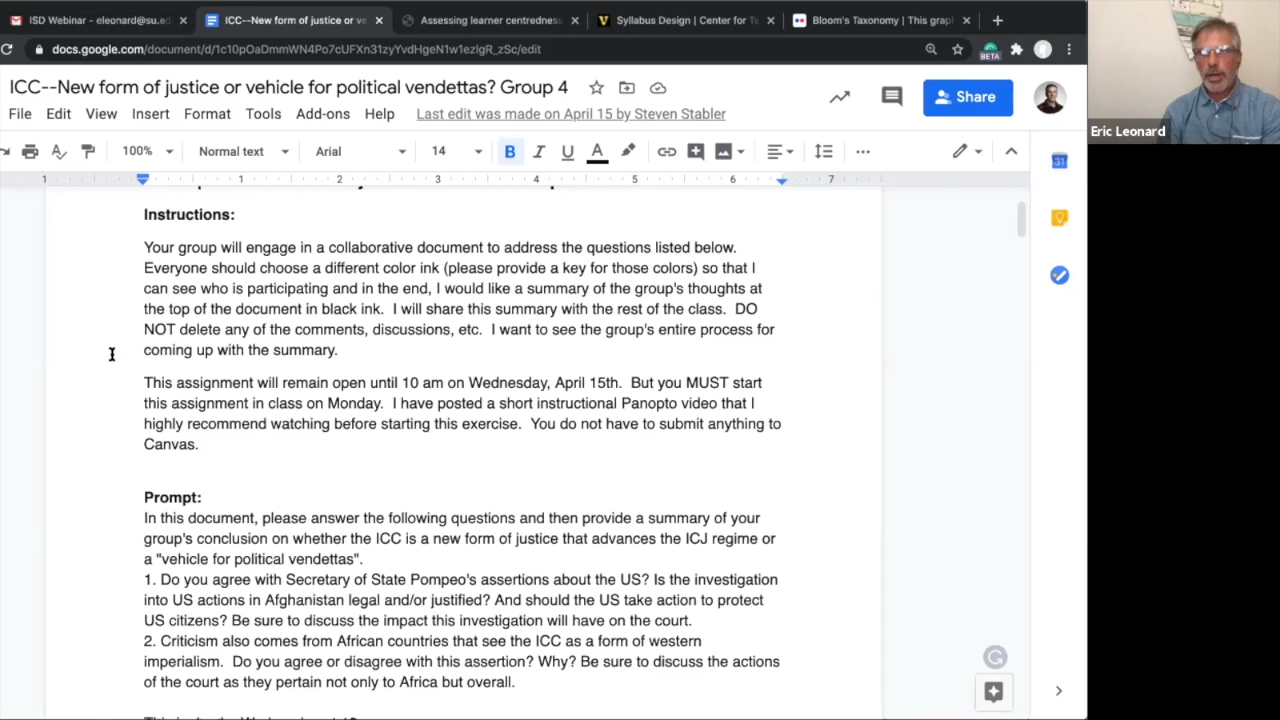 ISD Webinar - eleonard@su.ed
ICC--New form of justice or ve
Assessing learner centredness
Syllabus Design | Center for Te
Bloom's Taxonomy | This grap
docs.google.com/document/d/1c10pOaDmmWN4Po7cUFXn31zyYvdHgeN1w1ezIgR_zSc/edit
BETA
ICC--New form of justice or vehicle for political vendettas? Group 4
Share
File Edit View Insert Format Tools Add-ons Help Last edit was made on April 15 by Steven Stabler
100% Normal text Arial 14 B I U A
1 1 2 3 4 5 6 7
Eric Leonard
31
Instructions:
Your group will engage in a collaborative document to address the questions listed below.
Everyone should choose a different color ink (please provide a key for those colors) so that I
can see who is participating and in the end, I would like a summary of the group's thoughts at
the top of the document in black ink. I will share this summary with the rest of the class. DO
NOT delete any of the comments, discussions, etc. I want to see the group's entire process for
coming up with the summary.
This assignment will remain open until 10 am on Wednesday, April 15th. But you MUST start
this assignment in class on Monday. I have posted a short instructional Panopto video that I
highly recommend watching before starting this exercise. You do not have to submit anything to
Canvas.
Prompt:
In this document, please answer the following questions and then provide a summary of your
group's conclusion on whether the ICC is a new form of justice that advances the ICJ regime or
a "vehicle for political vendettas".
1. Do you agree with Secretary of State Pompeo's assertions about the US? Is the investigation
into US actions in Afghanistan legal and/or justified? And should the US take action to protect
US citizens? Be sure to discuss the impact this investigation will have on the court.
2. Criticism also comes from African countries that see the ICC as a form of western
imperialism. Do you agree or disagree with this assertion? Why? Be sure to discuss the actions
of the court as they pertain not only to Africa but overall.